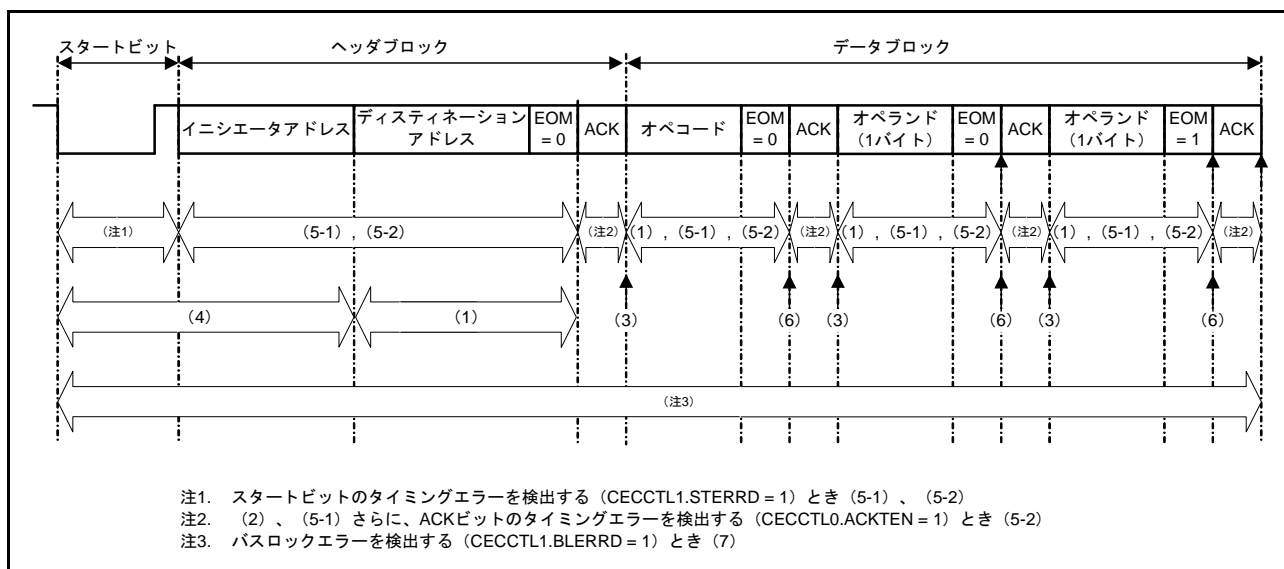 スタートビット ヘッダブロック データブロック
イニシエータアドレス ディスティネーションアドレス EOM = 0 ACK オペコード EOM = 0 ACK オペランド(1バイト) EOM = 0 ACK オペランド(1バイト) EOM = 1 ACK
(注1) (5-1) , (5-2) (注2) (1) , (5-1) , (5-2) (注2) (1) , (5-1) , (5-2) (注2) (1) , (5-1) , (5-2) (注2)
(4) (1) (3) (6) (3) (6) (3) (6)
(注3)
注1. スタートビットのタイミングエラーを検出する(CECCTL1.STERRD = 1)とき(5-1)、(5-2)
注2. (2)、(5-1)さらに、ACKビットのタイミングエラーを検出する(CECCTL0.ACKTEN = 1)とき(5-2)
注3. バスロックエラーを検出する(CECCTL1.BLERRD = 1)とき(7)